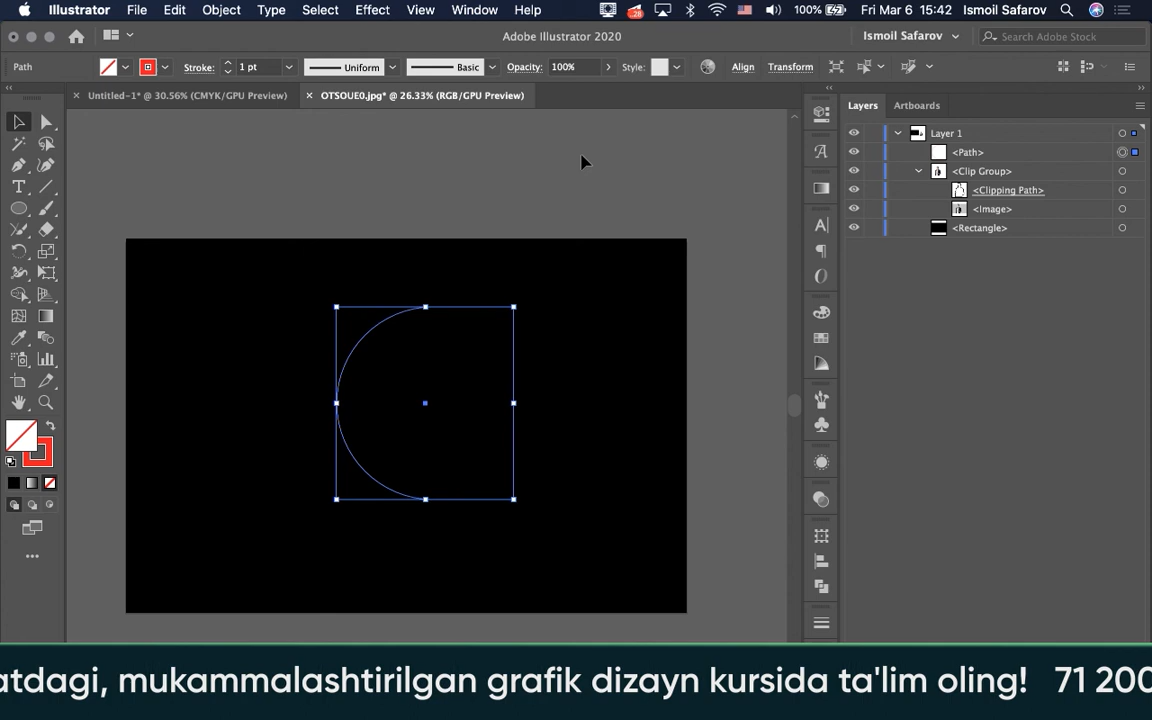 Illustrator File Edit Object Type Select Effect View Window Help 28 100% Fri Mar 6 15:42 Ismoil Safarov
Adobe Illustrator 2020 Ismoil Safarov Search Adobe Stock
Path Stroke: 1 pt Uniform Basic Opacity: 100% Style: Align Transform
Untitled-1* @ 30.56% (CMYK/GPU Preview) OTSOUE0.jpg* @ 26.33% (RGB/GPU Preview)
Layers Artboards
Layer 1
<Path>
<Clip Group>
<Clipping Path>
<Image>
<Rectangle>
atdagi, mukammalashtirilgan grafik dizayn kursida ta'lim oling! 71 200